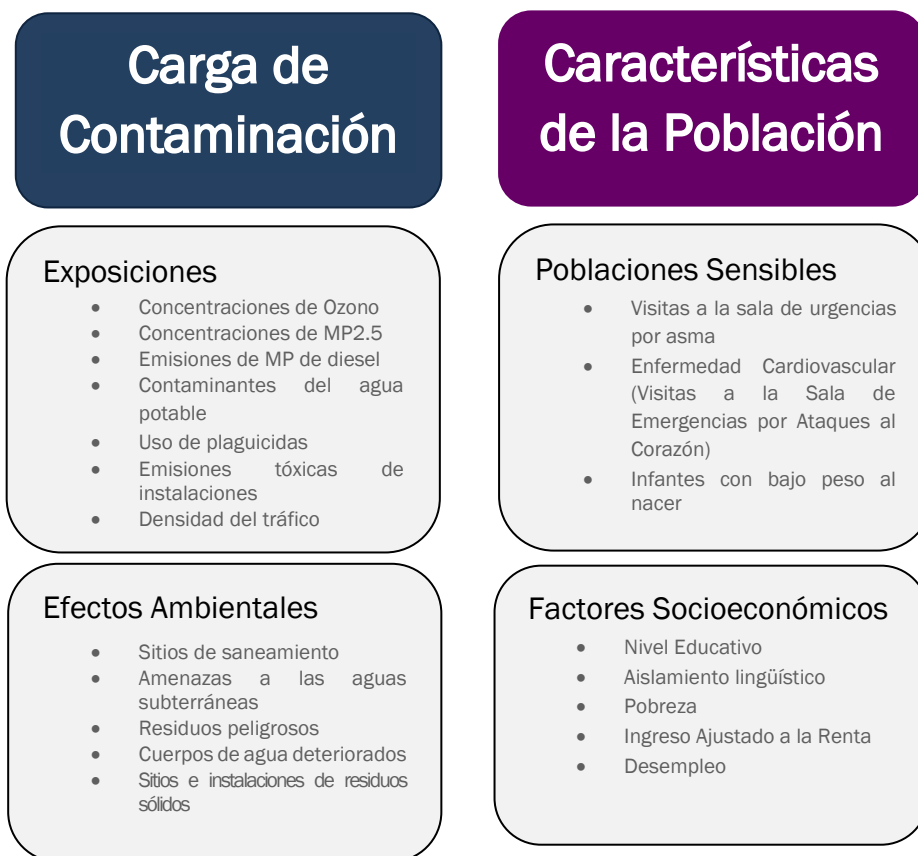 Carga de
Contaminación
Exposiciones
• Concentraciones de Ozono
• Concentraciones de MP2.5
• Emisiones de MP de diesel
• Contaminantes del agua
potable
• Uso de plaguicidas
• Emisiones tóxicas de
instalaciones
• Densidad del tráfico
Efectos Ambientales
• Sitios de saneamiento
• Amenazas a las aguas
subterráneas
• Residuos peligrosos
• Cuerpos de agua deteriorados
• Sitios e instalaciones de residuos
sólidos
Características
de la Población
Poblaciones Sensibles
• Visitas a la sala de urgencias
por asma
• Enfermedad Cardiovascular
(Visitas a la Sala de
Emergencias por Ataques al
Corazón)
• Infantes con bajo peso al
nacer
Factores Socioeconómicos
• Nivel Educativo
• Aislamiento lingüístico
• Pobreza
• Ingreso Ajustado a la Renta
• Desempleo